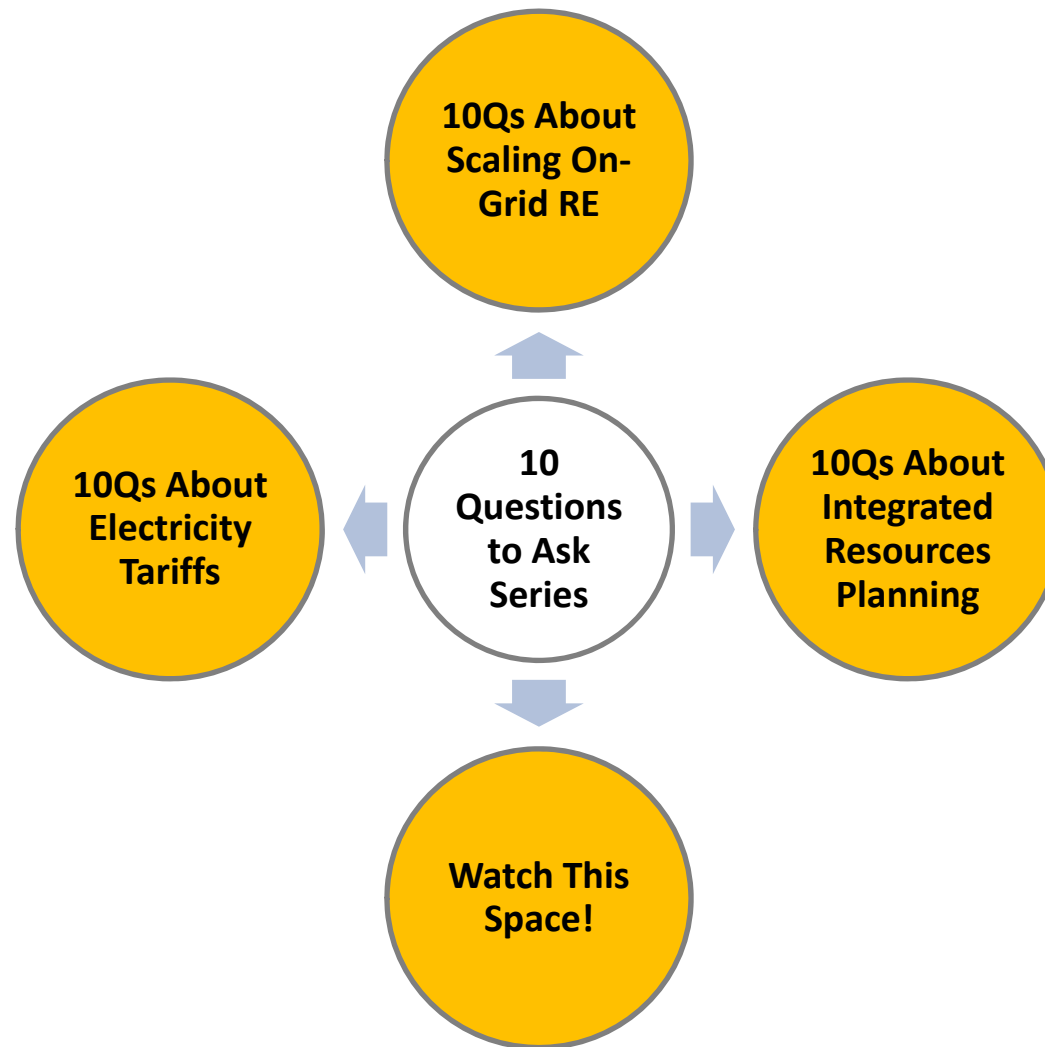 10Qs About
Scaling On-
Grid RE
10Qs About
Electricity
Tariffs
10
Questions
to Ask
Series
10Qs About
Integrated
Resources
Planning
Watch This
Space!